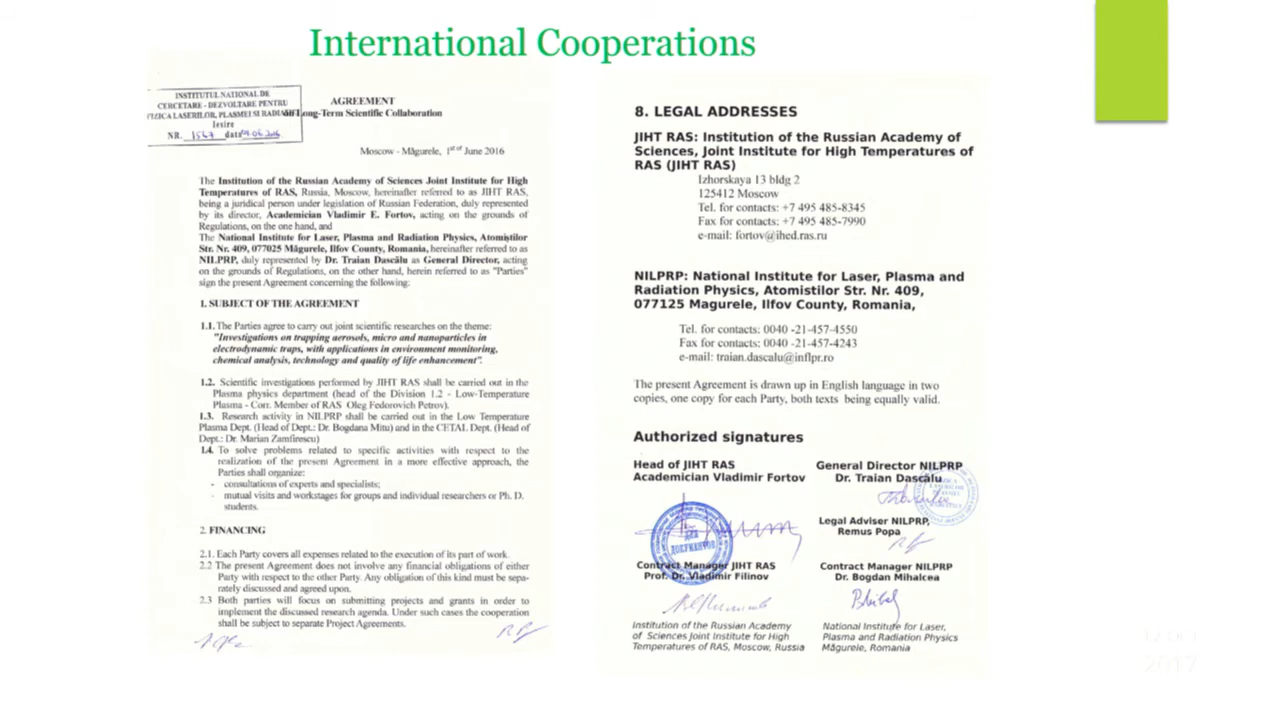 International Cooperations
INSTITUTUL NATIONAL DE
CERCETARE - DEZVOLTARE PENTRU
FIZICA LASERILOR, PLASMEI SI
Iesire
NR. 1567 data
AGREEMENT
Long-Term Scientific Collaboration
Moscow - Măgurele, 1st of June 2016
The Institution of the Russian Academy of Sciences Joint Institute for High
Temperatures of RAS, Russia, Moscow, hereinafter referred to as JIHT RAS,
being a juridical person under legislation of Russian Federation, duly represented
by its director, Academician Vladimir E. Fortov, acting on the grounds of
Regulations, on the one hand, and
The National Institute for Laser, Plasma and Radiation Physics, Atomiştilor
Str. Nr. 409, 077025 Măgurele, Ilfov County, Romania, hereinafter referred to as
NILPRP, duly represented by Dr. Traian Dascălu as General Director, acting
on the grounds of Regulations, on the other hand, herein referred to as "Parties"
sign the present Agreement concerning the following:
1. SUBJECT OF THE AGREEMENT
1.1. The Parties agree to carry out joint scientific researches on the theme:
"Investigations on trapping aerosols, micro and nanoparticles in
electrodynamic traps, with applications in environment monitoring,
chemical analysis, technology and quality of life enhancement".
1.2. Scientific investigations performed by JIHT RAS shall be carried out in the
Plasma physics department (head of the Division 1.2 - Low-Temperature
Plasma - Corr. Member of RAS Oleg Fedorovich Petrov).
1.3. Research activity in NILPRP shall be carried out in the Low Temperature
Plasma Dept. (Head of Dept.: Dr. Bogdana Mitu) and in the CETAL Dept. (Head of
Dept.: Dr. Marian Zamfirescu)
1.4. To solve problems related to specific activities with respect to the
realization of the present Agreement in a more effective approach, the
Parties shall organize:
- consultations of experts and specialists;
- mutual visits and workstages for groups and individual researchers or Ph. D.
students.
2. FINANCING
2.1. Each Party covers all expenses related to the execution of its part of work.
2.2 The present Agreement does not involve any financial obligations of either
Party with respect to the other Party. Any obligation of this kind must be sepa-
rately discussed and agreed upon.
2.3 Both parties will focus on submitting projects and grants in order to
implement the discussed research agenda. Under such cases the cooperation
shall be subject to separate Project Agreements.
8. LEGAL ADDRESSES
JIHT RAS: Institution of the Russian Academy of
Sciences, Joint Institute for High Temperatures of
RAS (JIHT RAS)
Izhorskaya 13 bldg 2
125412 Moscow
Tel. for contacts: +7 495 485-8345
Fax for contacts: +7 495 485-7990
e-mail: fortov@ihed.ras.ru
NILPRP: National Institute for Laser, Plasma and
Radiation Physics, Atomistilor Str. Nr. 409,
077125 Magurele, Ilfov County, Romania,
Tel. for contacts: 0040 -21-457-4550
Fax for contacts: 0040 -21-457-4243
e-mail: traian.dascalu@inflpr.ro
The present Agreement is drawn up in English language in two
copies, one copy for each Party, both texts being equally valid.
Authorized signatures
Head of JIHT RAS
Academician Vladimir Fortov
General Director NILPRP
Dr. Traian Dascălu
Legal Adviser NILPRP,
Remus Popa
ДЛЯ
ДОКУМЕНТОВ
Contract Manager JIHT RAS
Prof. Dr. Vladimir Filinov
Contract Manager NILPRP
Dr. Bogdan Mihalcea
Institution of the Russian Academy
of Sciences Joint Institute for High
Temperatures of RAS, Moscow, Russia
National Institute for Laser,
Plasma and Radiation Physics
Măgurele, Romania
2017